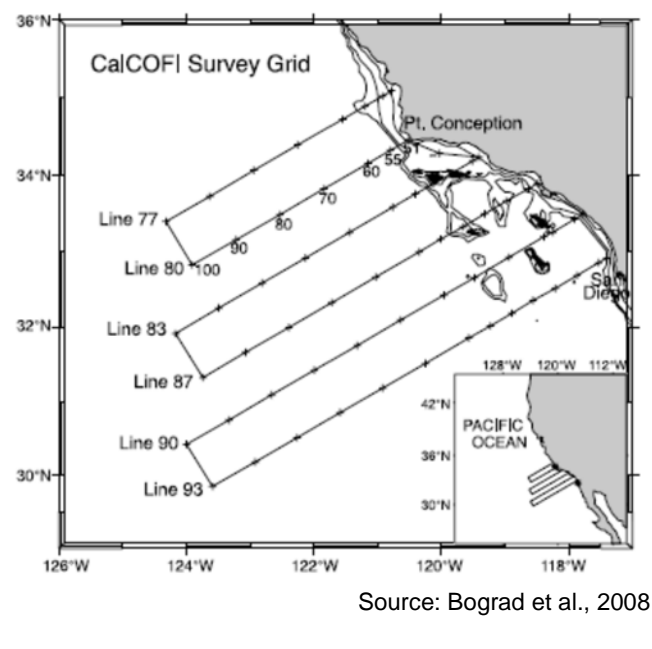 36°N
CalCOFI Survey Grid
Pt. Conception
51
55
60
34°N
70
Line 77
80
90
Line 80
100
San
Diego
Line 83
32°N
128°W 120°W 112°W
Line 87
42°N
PACIFIC
OCEAN
Line 90
36°N
30°N
Line 93
30°N
126°W 124°W 122°W 120°W 118°W
Source: Bograd et al., 2008